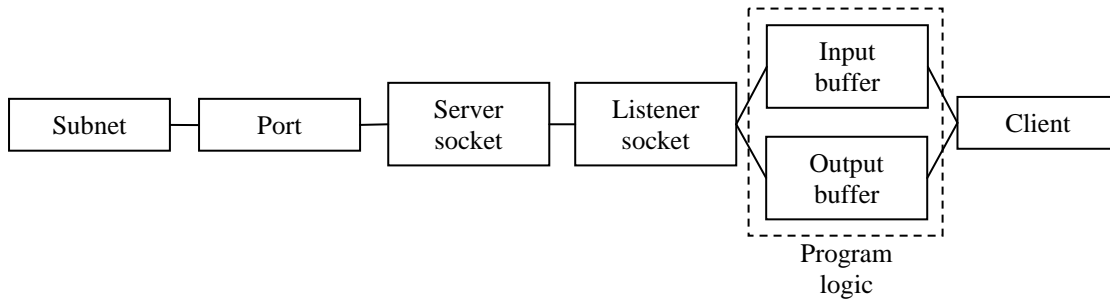 Subnet
Port
Server
socket
Listener
socket
Input
buffer
Output
buffer
Program
logic
Client